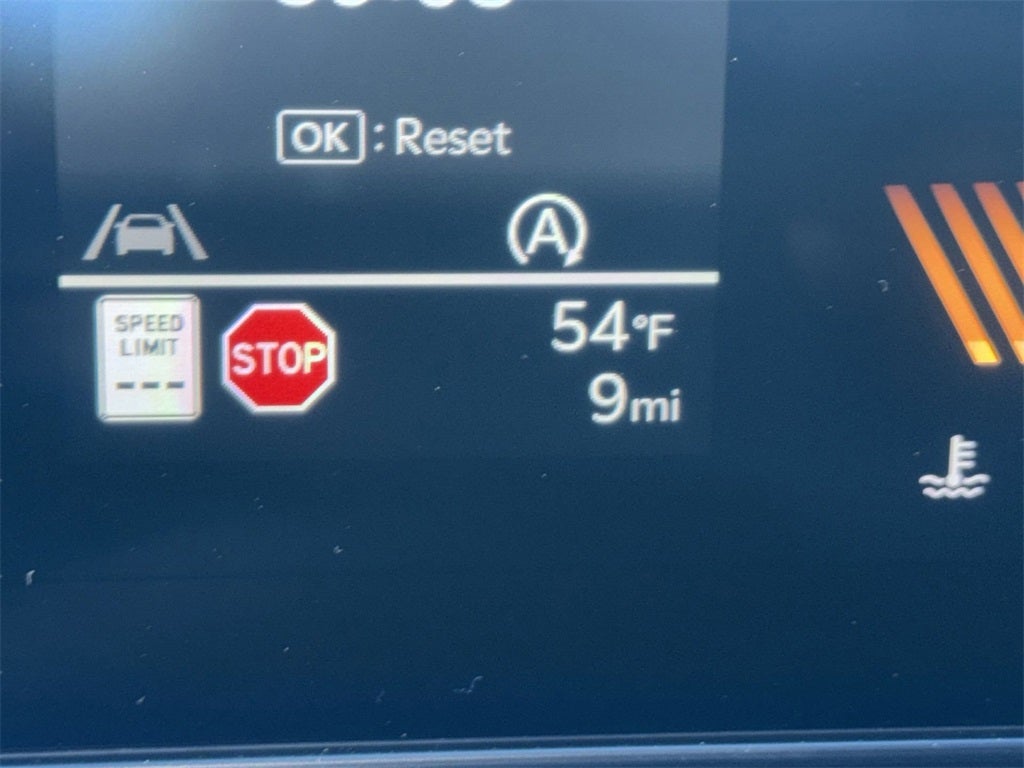 OK : Reset
A
SPEED
LIMIT
---
STOP
54°F
9mi